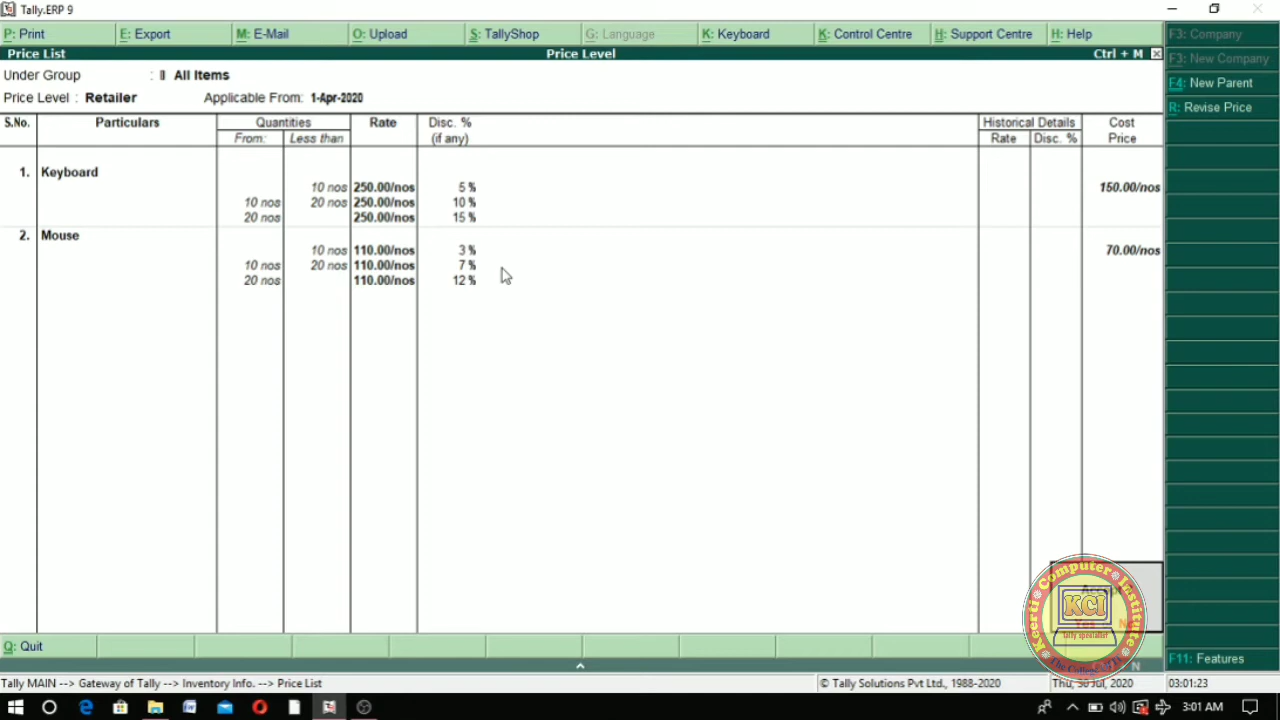 Tally.ERP 9
P: Print E: Export M: E-Mail O: Upload S: TallyShop G: Language K: Keyboard K: Control Centre H: Support Centre H: Help
F3: Company
Price List Price Level Ctrl + M
F3: New Company
Under Group : All Items
F4: New Parent
Price Level : Retailer Applicable From: 1-Apr-2020
R: Revise Price
S.No. Particulars Quantities Rate Disc. % Historical Details Cost
From: Less than (if any) Rate Disc. % Price
1. Keyboard
10 nos 250.00/nos 5 % 150.00/nos
10 nos 20 nos 250.00/nos 10 %
20 nos 250.00/nos 15 %
2. Mouse
10 nos 110.00/nos 3 % 70.00/nos
10 nos 20 nos 110.00/nos 7 %
20 nos 110.00/nos 12 %
Keerti Computer Institute
KCI
Tally specialist
Q: Quit
N
F11: Features
Tally MAIN --> Gateway of Tally --> Inventory Info. --> Price List © Tally Solutions Pvt Ltd., 1988-2020 Thu, 30 Jul, 2020 03:01:23
3:01 AM